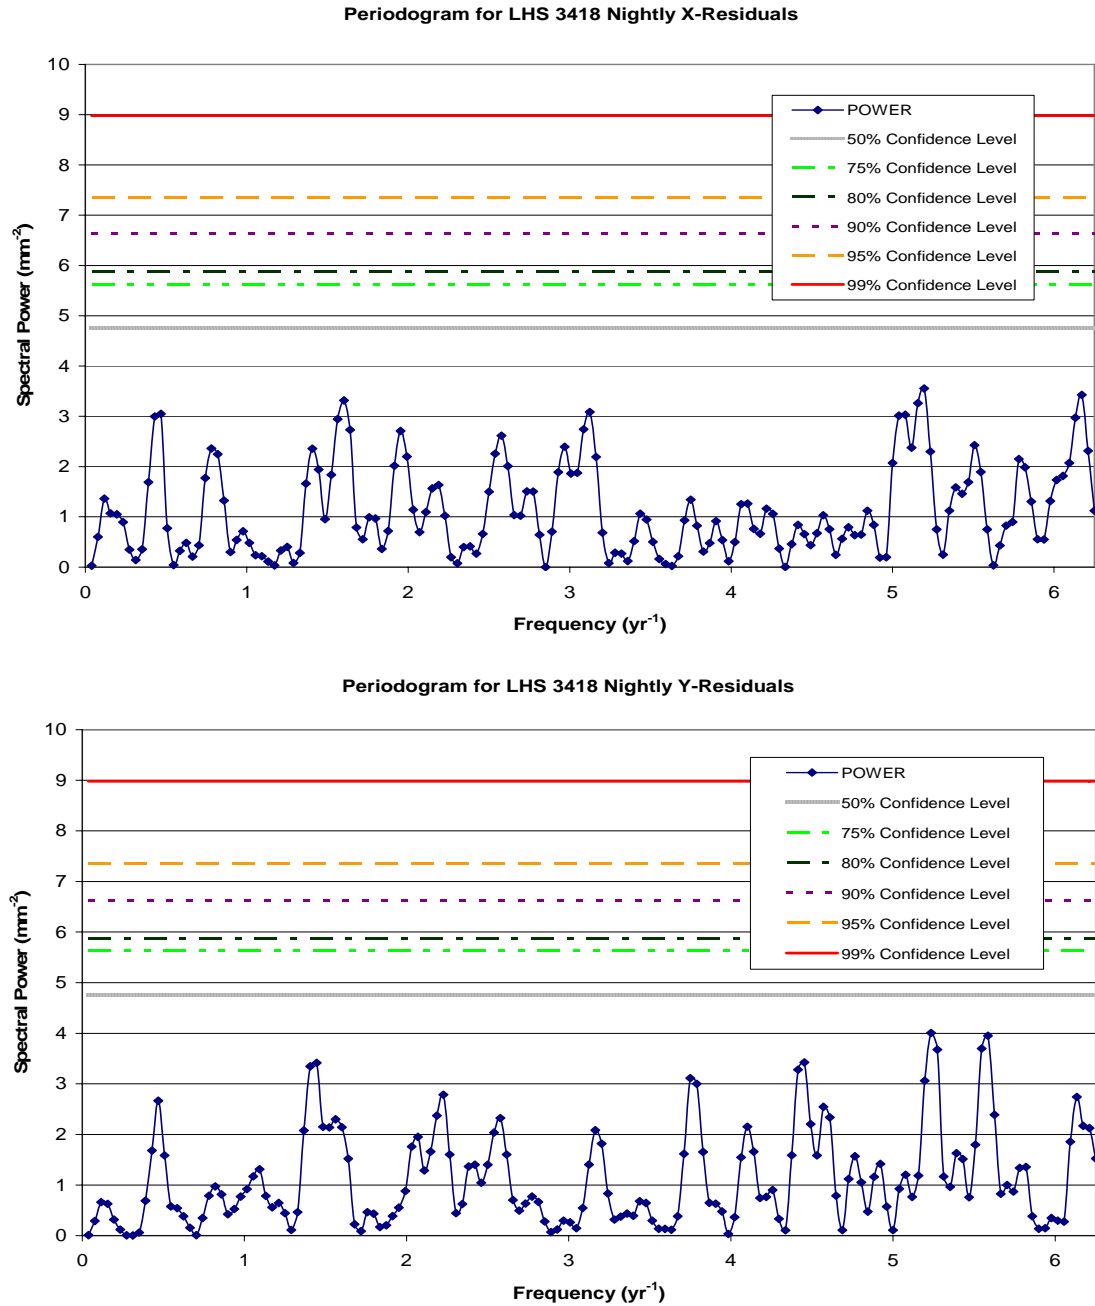 Periodogram for LHS 3418 Nightly X-Residuals
10
9
8
7
6
5
4
3
2
1
0
Spectral Power (mm-2)
POWER
50% Confidence Level
75% Confidence Level
80% Confidence Level
90% Confidence Level
95% Confidence Level
99% Confidence Level
0 1 2 3 4 5 6
Frequency (yr-1)
Periodogram for LHS 3418 Nightly Y-Residuals
10
9
8
7
6
5
4
3
2
1
0
Spectral Power (mm-2)
POWER
50% Confidence Level
75% Confidence Level
80% Confidence Level
90% Confidence Level
95% Confidence Level
99% Confidence Level
0 1 2 3 4 5 6
Frequency (yr-1)